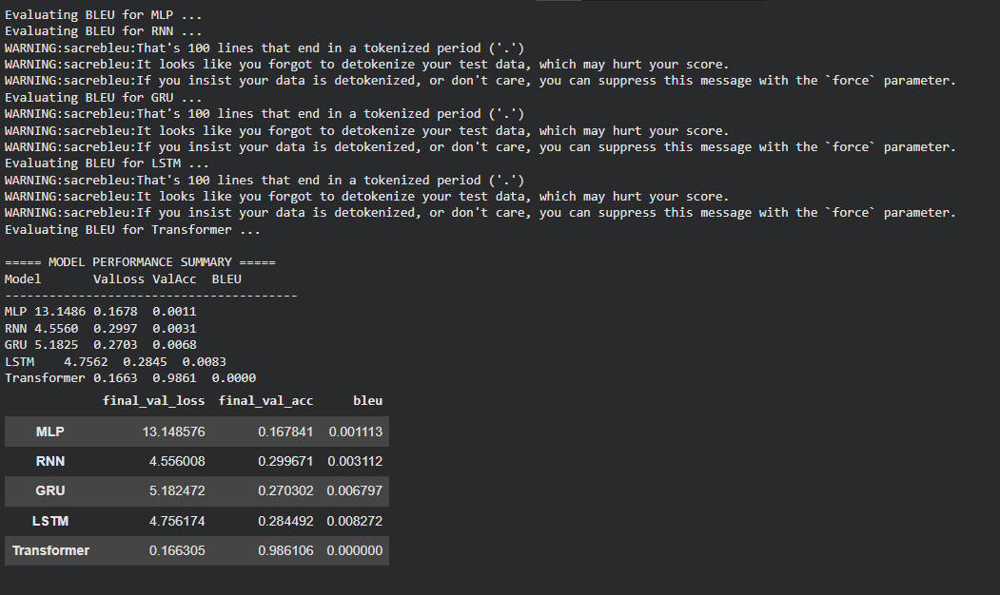 Evaluating BLEU for MLP ...
Evaluating BLEU for RNN ...
WARNING:sacrebleu:That's 100 lines that end in a tokenized period ('.')
WARNING:sacrebleu:It looks like you forgot to detokenize your test data, which may hurt your score.
WARNING:sacrebleu:If you insist your data is detokenized, or don't care, you can suppress this message with the `force` parameter.
Evaluating BLEU for GRU ...
WARNING:sacrebleu:That's 100 lines that end in a tokenized period ('.')
WARNING:sacrebleu:It looks like you forgot to detokenize your test data, which may hurt your score.
WARNING:sacrebleu:If you insist your data is detokenized, or don't care, you can suppress this message with the `force` parameter.
Evaluating BLEU for LSTM ...
WARNING:sacrebleu:That's 100 lines that end in a tokenized period ('.')
WARNING:sacrebleu:It looks like you forgot to detokenize your test data, which may hurt your score.
WARNING:sacrebleu:If you insist your data is detokenized, or don't care, you can suppress this message with the `force` parameter.
Evaluating BLEU for Transformer ...
===== MODEL PERFORMANCE SUMMARY =====
Model ValLoss ValAcc BLEU
----------------------------------------
MLP 13.1486 0.1678 0.0011
RNN 4.5560 0.2997 0.0031
GRU 5.1825 0.2703 0.0068
LSTM 4.7562 0.2845 0.0083
Transformer 0.1663 0.9861 0.0000
final_val_loss final_val_acc bleu
MLP 13.148576 0.167841 0.001113
RNN 4.556008 0.299671 0.003112
GRU 5.182472 0.270302 0.006797
LSTM 4.756174 0.284492 0.008272
Transformer 0.166305 0.986106 0.000000